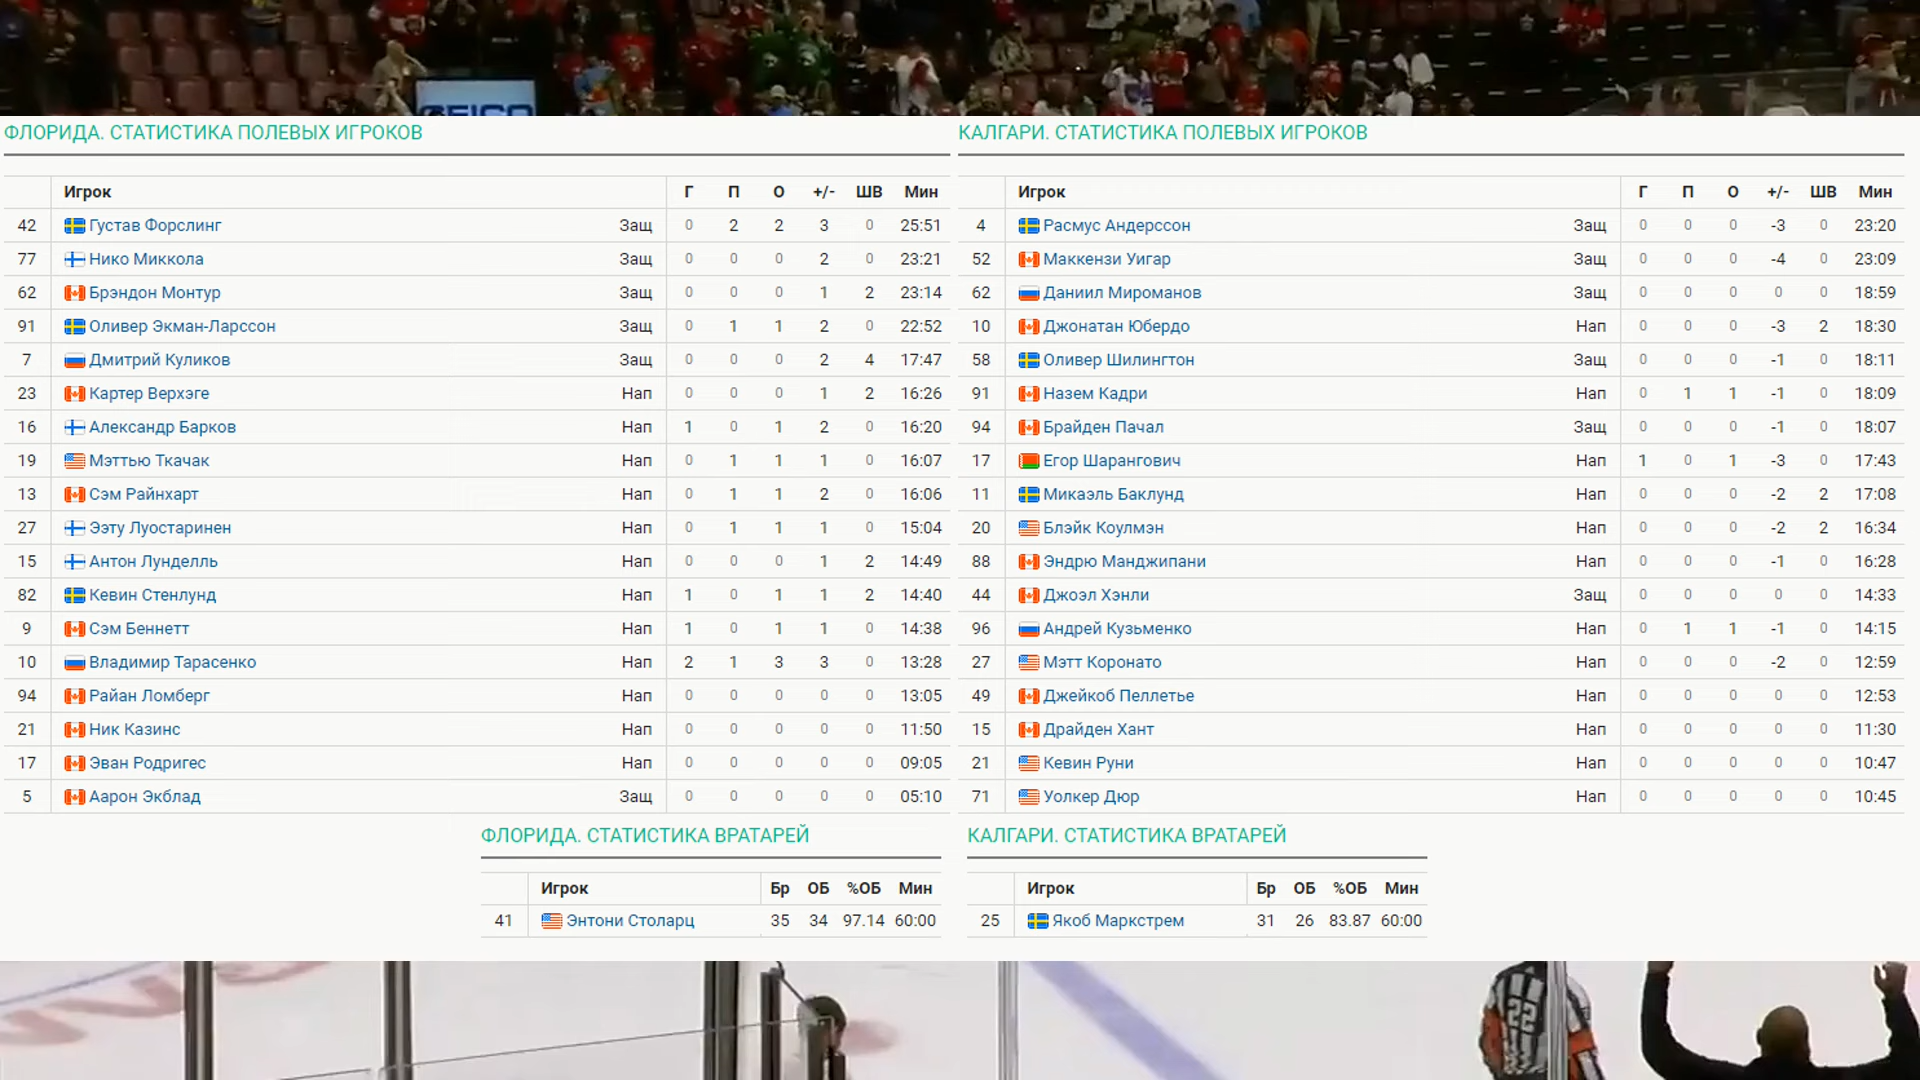 GEICO
ФЛОРИДА. СТАТИСТИКА ПОЛЕВЫХ ИГРОКОВ
Игрок Г П О +/- ШВ Мин
42 Густав Форслинг Защ 0 2 2 3 0 25:51
77 Нико Миккола Защ 0 0 0 2 0 23:21
62 Брэндон Монтур Защ 0 0 0 1 2 23:14
91 Оливер Экман-Ларссон Защ 0 1 1 2 0 22:52
7 Дмитрий Куликов Защ 0 0 0 2 4 17:47
23 Картер Верхэге Нап 0 0 0 1 2 16:26
16 Александр Барков Нап 1 0 1 2 0 16:20
19 Мэттью Ткачак Нап 0 1 1 1 0 16:07
13 Сэм Райнхарт Нап 0 1 1 2 0 16:06
27 Ээту Луостаринен Нап 0 1 1 1 0 15:04
15 Антон Лунделль Нап 0 0 0 1 2 14:49
82 Кевин Стенлунд Нап 1 0 1 1 2 14:40
9 Сэм Беннетт Нап 1 0 1 1 0 14:38
10 Владимир Тарасенко Нап 2 1 3 3 0 13:28
94 Райан Ломберг Нап 0 0 0 0 0 13:05
21 Ник Казинс Нап 0 0 0 0 0 11:50
17 Эван Родригес Нап 0 0 0 0 0 09:05
5 Аарон Экблад Защ 0 0 0 0 0 05:10
КАЛГАРИ. СТАТИСТИКА ПОЛЕВЫХ ИГРОКОВ
Игрок Г П О +/- ШВ Мин
4 Расмус Андерссон Защ 0 0 0 -3 0 23:20
52 Маккензи Уигар Защ 0 0 0 -4 0 23:09
62 Даниил Мироманов Защ 0 0 0 0 0 18:59
10 Джонатан Юбердо Нап 0 0 0 -3 2 18:30
58 Оливер Шилингтон Защ 0 0 0 -1 0 18:11
91 Назем Кадри Нап 0 1 1 -1 0 18:09
94 Брайден Пачал Защ 0 0 0 -1 0 18:07
17 Егор Шарангович Нап 1 0 1 -3 0 17:43
11 Микаэль Баклунд Нап 0 0 0 -2 2 17:08
20 Блэйк Коулмэн Нап 0 0 0 -2 2 16:34
88 Эндрю Манджипани Нап 0 0 0 -1 0 16:28
44 Джоэл Хэнли Защ 0 0 0 0 0 14:33
96 Андрей Кузьменко Нап 0 1 1 -1 0 14:15
27 Мэтт Коронато Нап 0 0 0 -2 0 12:59
49 Джейкоб Пеллетье Нап 0 0 0 0 0 12:53
15 Драйден Хант Нап 0 0 0 0 0 11:30
21 Кевин Руни Нап 0 0 0 0 0 10:47
71 Уолкер Дюр Нап 0 0 0 0 0 10:45
ФЛОРИДА. СТАТИСТИКА ВРАТАРЕЙ
Игрок Бр ОБ %ОБ Мин
41 Энтони Столарц 35 34 97.14 60:00
КАЛГАРИ. СТАТИСТИКА ВРАТАРЕЙ
Игрок Бр ОБ %ОБ Мин
25 Якоб Маркстрем 31 26 83.87 60:00
22